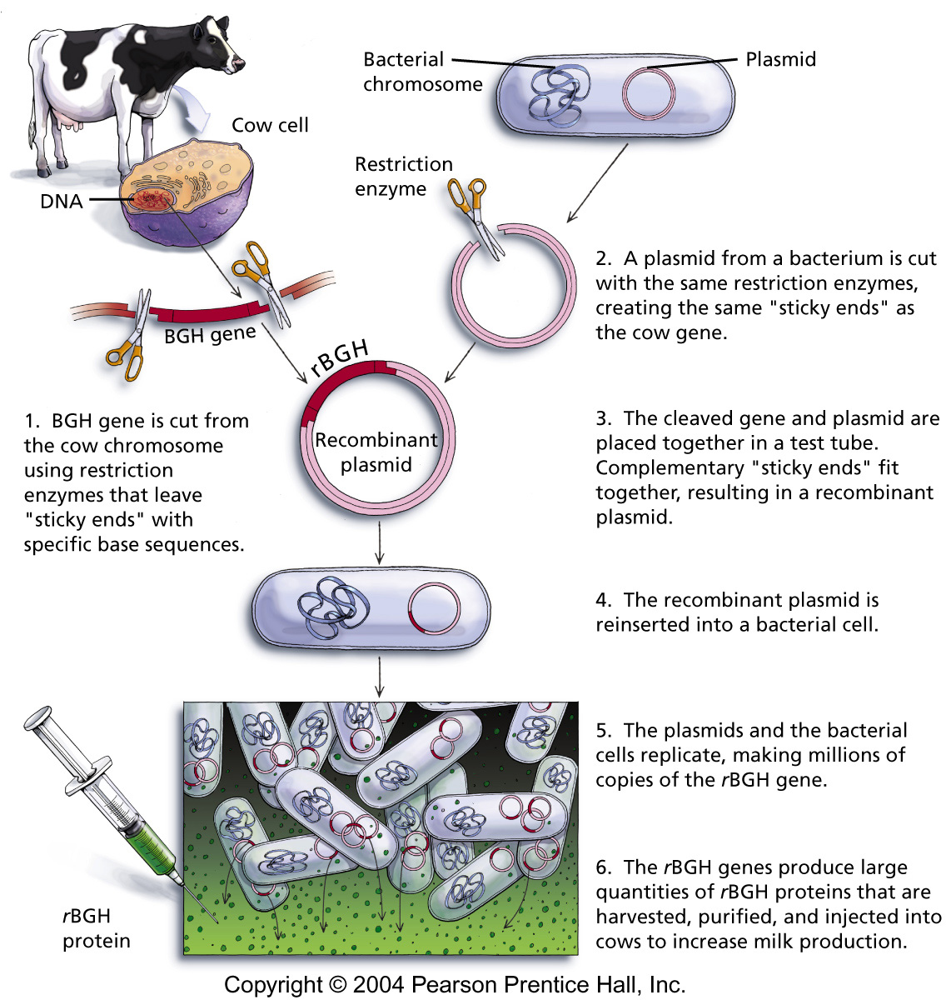 Bacterial
chromosome
Plasmid
Cow cell
Restriction
enzyme
DNA
2. A plasmid from a bacterium is cut
with the same restriction enzymes,
creating the same "sticky ends" as
the cow gene.
BGH gene
rBGH
Recombinant
plasmid
1. BGH gene is cut from
the cow chromosome
using restriction
enzymes that leave
"sticky ends" with
specific base sequences.
3. The cleaved gene and plasmid are
placed together in a test tube.
Complementary "sticky ends" fit
together, resulting in a recombinant
plasmid.
4. The recombinant plasmid is
reinserted into a bacterial cell.
5. The plasmids and the bacterial
cells replicate, making millions of
copies of the rBGH gene.
6. The rBGH genes produce large
quantities of rBGH proteins that are
harvested, purified, and injected into
cows to increase milk production.
rBGH
protein
Copyright © 2004 Pearson Prentice Hall, Inc.